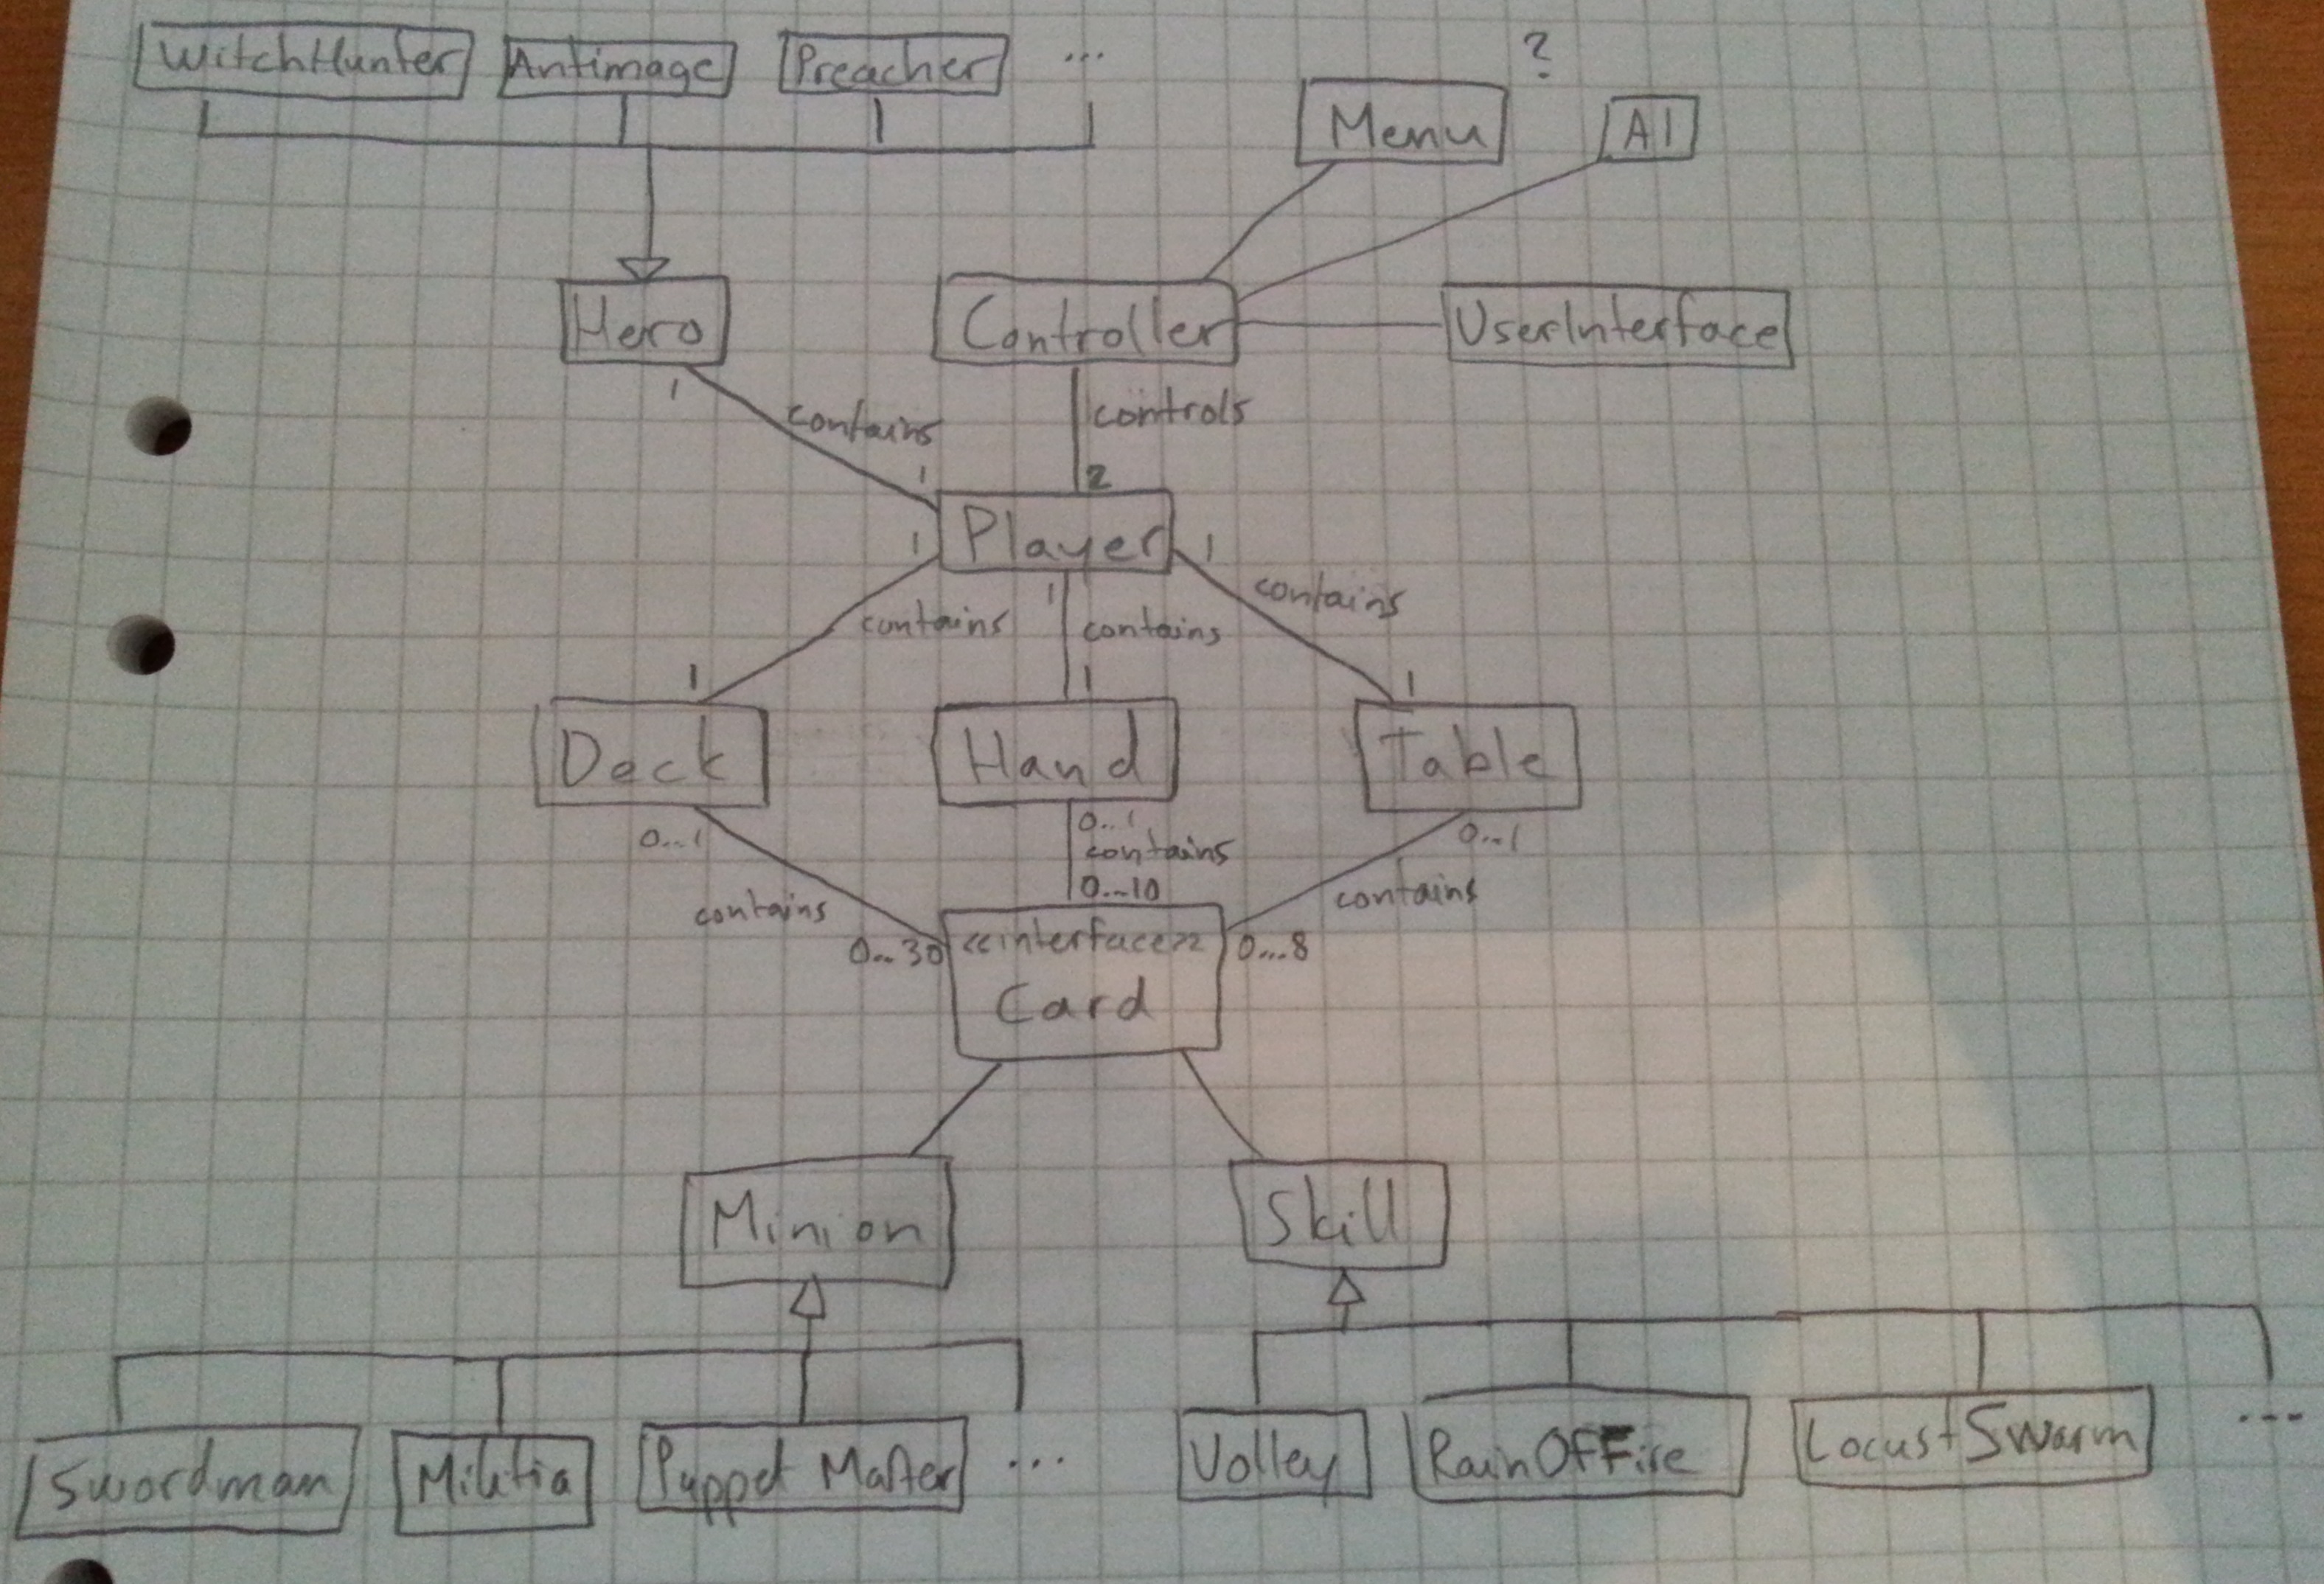 WitchHunter
Antimage
Preacher
...
?
Menu
AI
Hero
Controller
UserInterface
1
contains
controls
1
2
Player
1
1
1
contains
contains
contains
1
1
1
Deck
Hand
Table
0...1
0...1
0...1
contains
contains
contains
0...10
0...30
<<interface>>
0...8
Card
Minion
Skill
Swordman
Militia
Puppet Master
...
Volley
RainOfFire
LocustSwarm
...